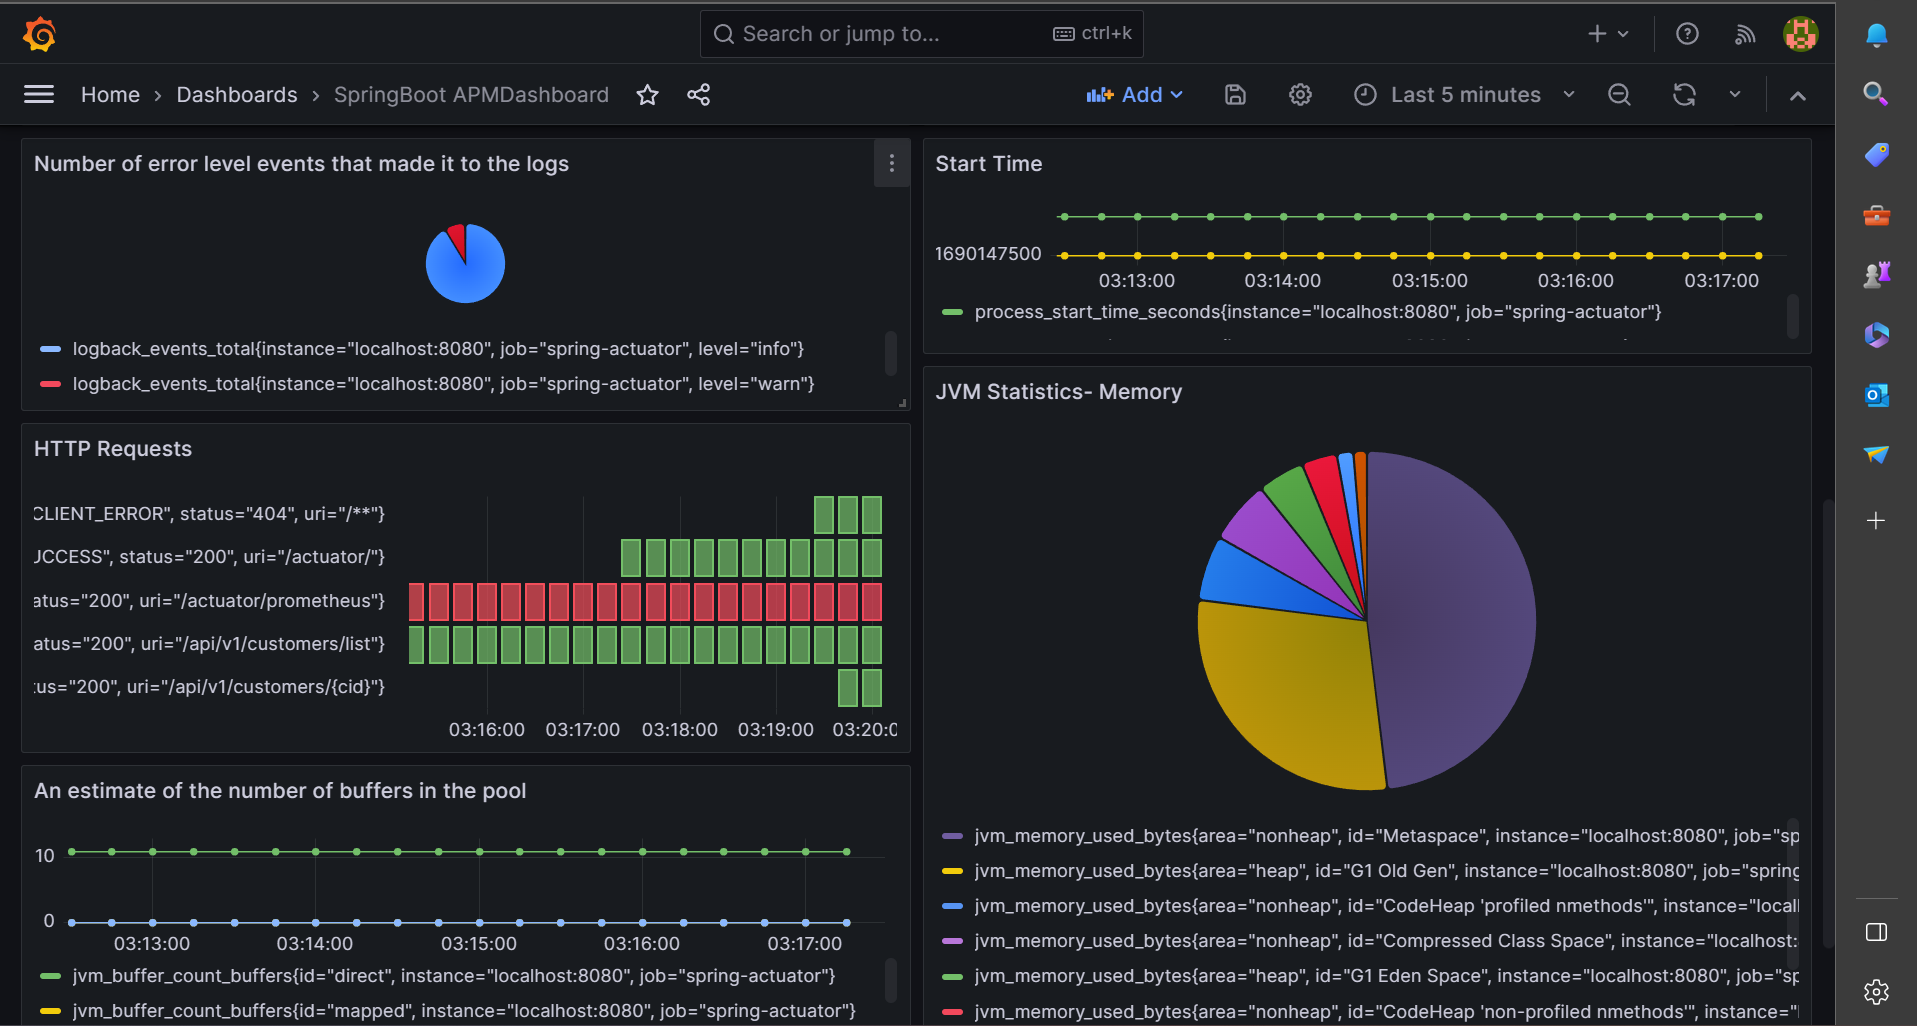 Search or jump to...
ctrl+k
Home › Dashboards › SpringBoot APMDashboard
Add
Last 5 minutes
Number of error level events that made it to the logs
logback_events_total{instance="localhost:8080", job="spring-actuator", level="info"}
logback_events_total{instance="localhost:8080", job="spring-actuator", level="warn"}
HTTP Requests
CLIENT_ERROR", status="404", uri="/**"}
UCCESS", status="200", uri="/actuator/"}
atus="200", uri="/actuator/prometheus"}
atus="200", uri="/api/v1/customers/list"}
tus="200", uri="/api/v1/customers/{cid}"}
03:16:00 03:17:00 03:18:00 03:19:00 03:20:0
An estimate of the number of buffers in the pool
10
0
03:13:00 03:14:00 03:15:00 03:16:00 03:17:00
jvm_buffer_count_buffers{id="direct", instance="localhost:8080", job="spring-actuator"}
jvm_buffer_count_buffers{id="mapped", instance="localhost:8080", job="spring-actuator"}
Start Time
1690147500
03:13:00 03:14:00 03:15:00 03:16:00 03:17:00
process_start_time_seconds{instance="localhost:8080", job="spring-actuator"}
JVM Statistics- Memory
jvm_memory_used_bytes{area="nonheap", id="Metaspace", instance="localhost:8080", job="sp
jvm_memory_used_bytes{area="heap", id="G1 Old Gen", instance="localhost:8080", job="spring
jvm_memory_used_bytes{area="nonheap", id="CodeHeap 'profiled nmethods'", instance="local
jvm_memory_used_bytes{area="nonheap", id="Compressed Class Space", instance="localhost:
jvm_memory_used_bytes{area="heap", id="G1 Eden Space", instance="localhost:8080", job="sp
jvm_memory_used_bytes{area="nonheap", id="CodeHeap 'non-profiled nmethods'", instance="l